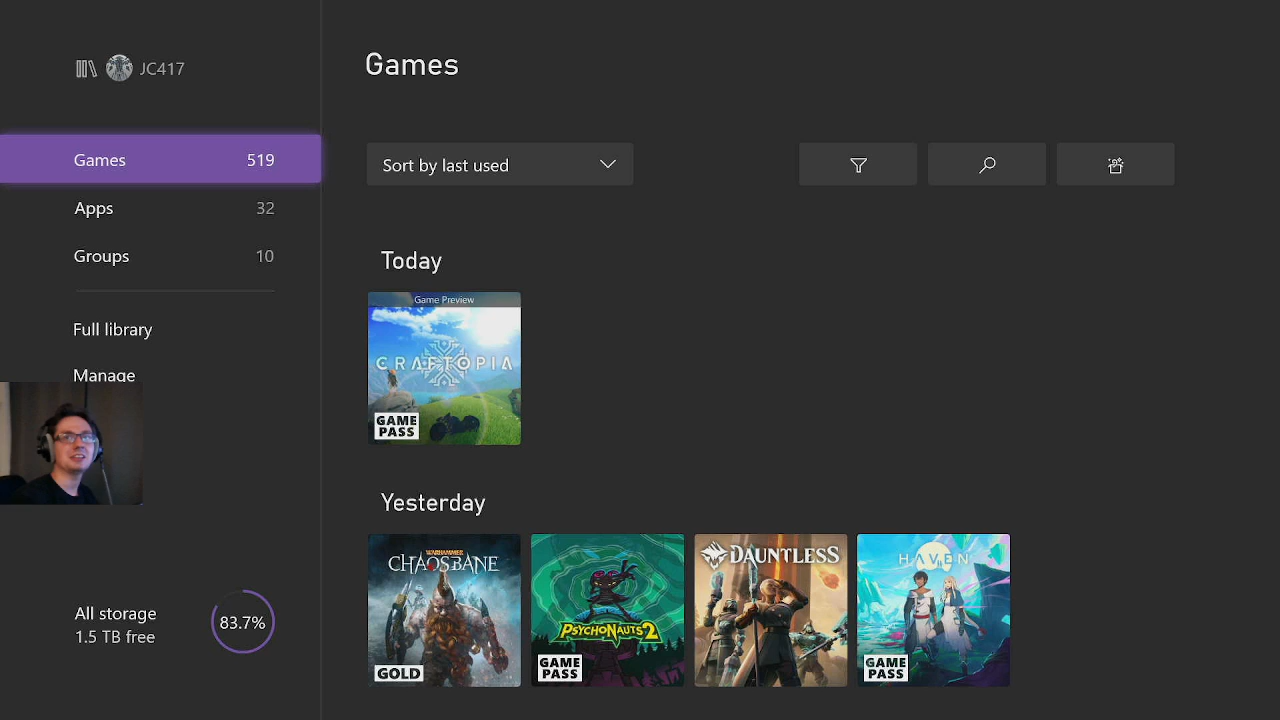 JC417
Games
Games 519
Apps 32
Groups 10
Full library
Manage
All storage
1.5 TB free
83.7%
Sort by last used
Today
Game Preview
CRAFTOPIA
GAME
PASS
Yesterday
WARHAMMER
CHAOSBANE
GOLD
PSYCHONAUTS 2
GAME
PASS
DAUNTLESS
HAVEN
GAME
PASS